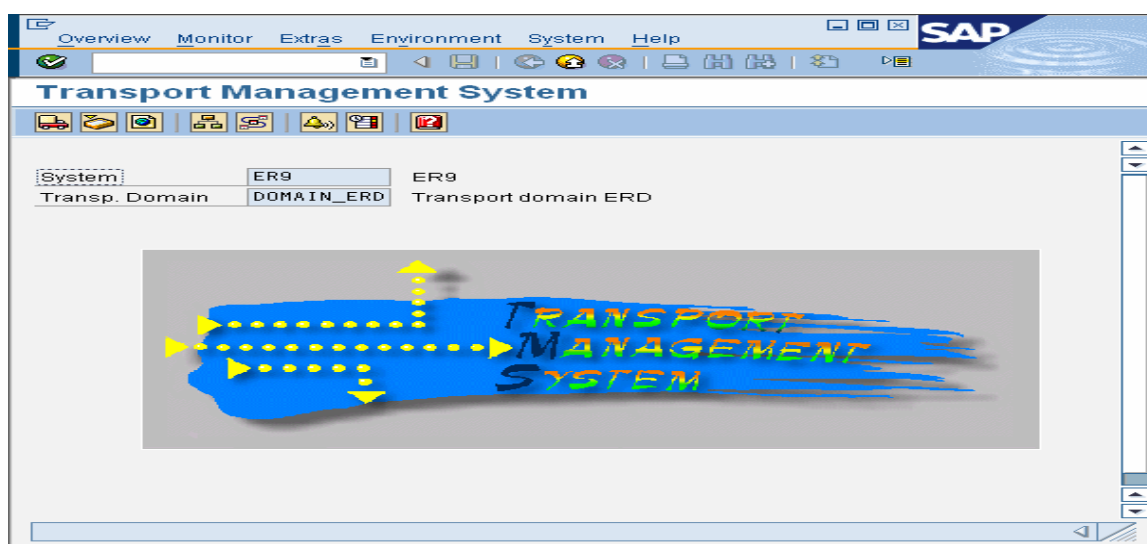 Overview Monitor Extras Environment System Help
SAP
Transport Management System
System ER9 ER9
Transp. Domain DOMAIN_ERD Transport domain ERD
TRANSPORT
MANAGEMENT
SYSTEM